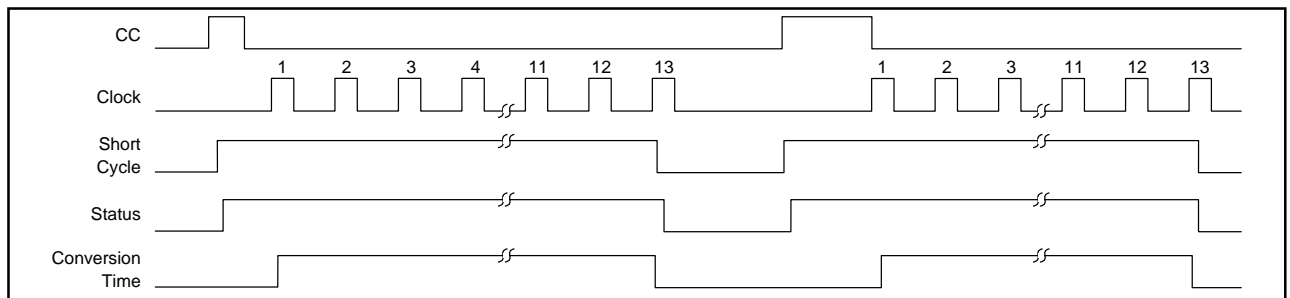 CC
1 2 3 4 11 12 13 1 2 3 11 12 13
Clock
Short
Cycle
Status
Conversion
Time